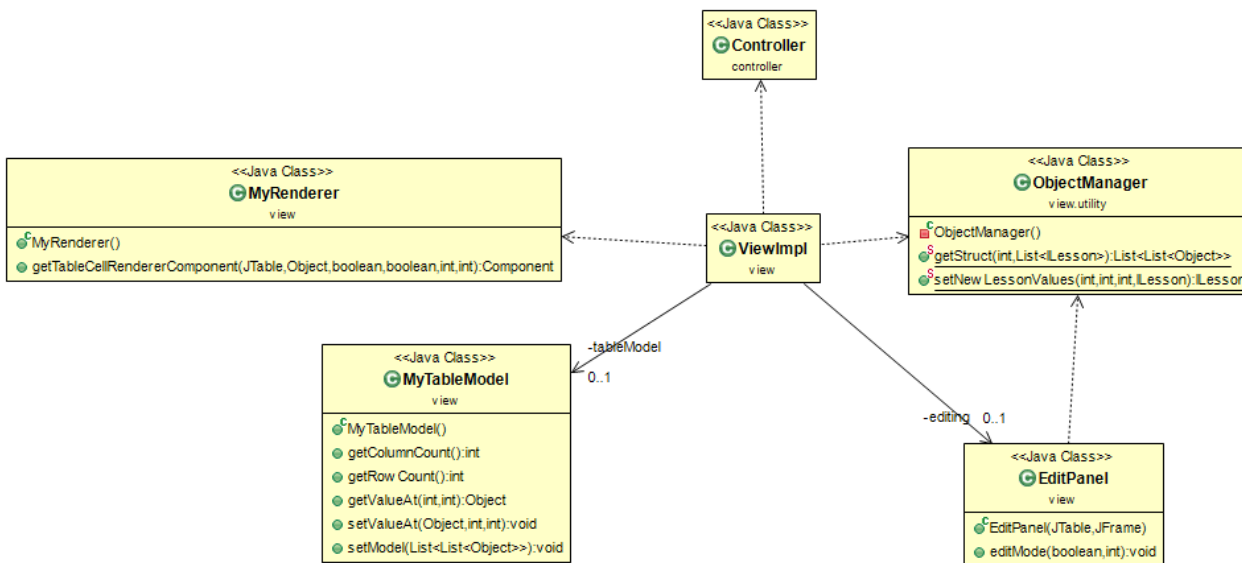 <<Java Class>>
C Controller
controller
<<Java Class>>
C MyRenderer
view
C MyRenderer()
getTableCellRendererComponent(JTable,Object,boolean,boolean,int,int):Component
<<Java Class>>
C ViewImpl
view
<<Java Class>>
C ObjectManager
view.utility
C ObjectManager()
S getStruct(int,List<ILesson>):List<List<Object>>
S setNewLessonValues(int,int,int,ILesson):ILesson
-tableModel
0..1
<<Java Class>>
C MyTableModel
view
C MyTableModel()
getColumnCount():int
getRowCount():int
getValueAt(int,int):Object
setValueAt(Object,int,int):void
setModel(List<List<Object>>):void
-editing 0..1
<<Java Class>>
C EditPanel
view
C EditPanel(JTable,JFrame)
editMode(boolean,int):void